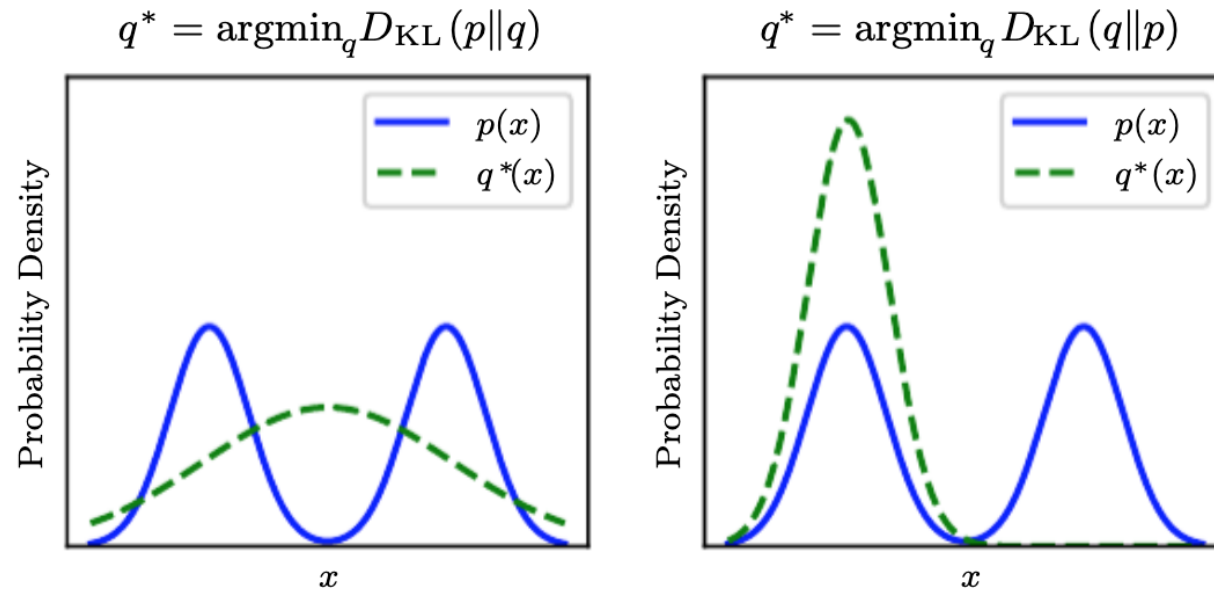 q* = argmin_q D_KL (p‖q)
p(x)
q*(x)
Probability Density
x
q* = argmin_q D_KL (q‖p)
p(x)
q*(x)
Probability Density
x